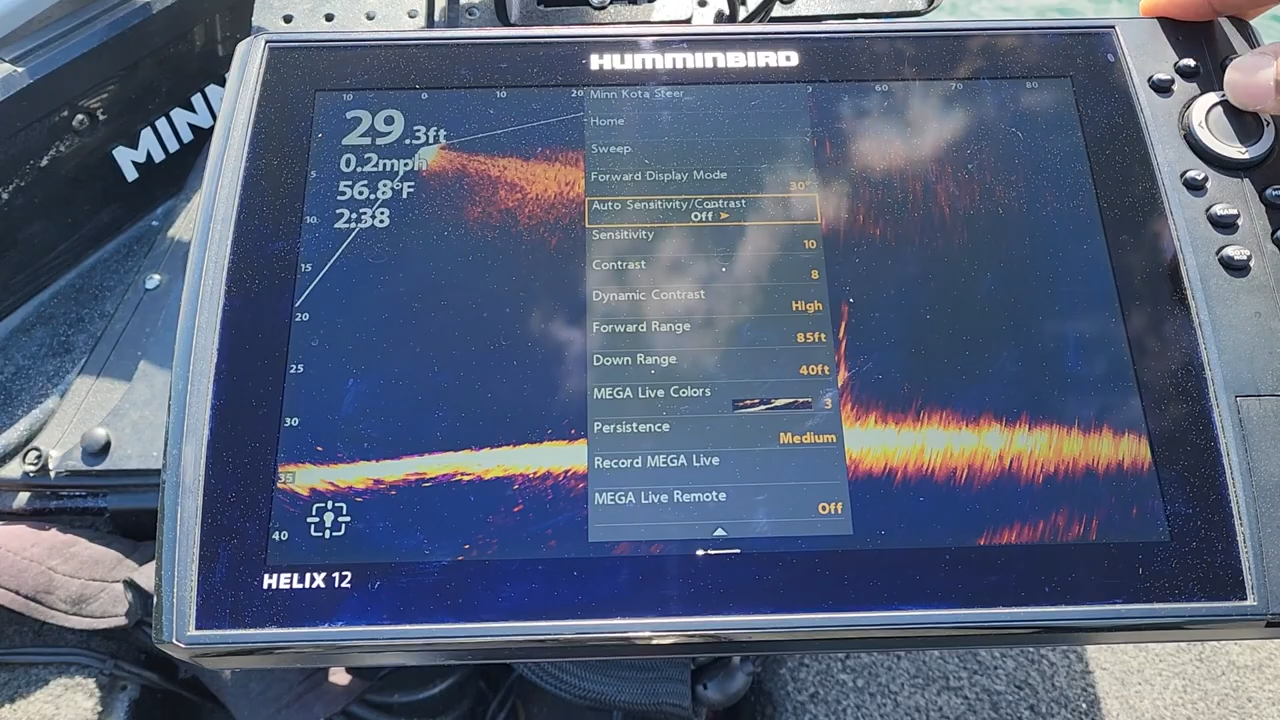 HUMMINBIRD
MINN
10 0 10 20 60 70 80
29.3ft
0.2mph
56.8°F
2:38
5
10
15
20
25
30
35
40
Minn Kota Steer
Home
Sweep
Forward Display Mode
30°
Auto Sensitivity/Contrast
Off
Sensitivity
10
Contrast
8
Dynamic Contrast
High
Forward Range
85ft
Down Range
40ft
MEGA Live Colors
3
Persistence
Medium
Record MEGA Live
MEGA Live Remote
Off
HELIX 12
MARK
GOTO
MOB